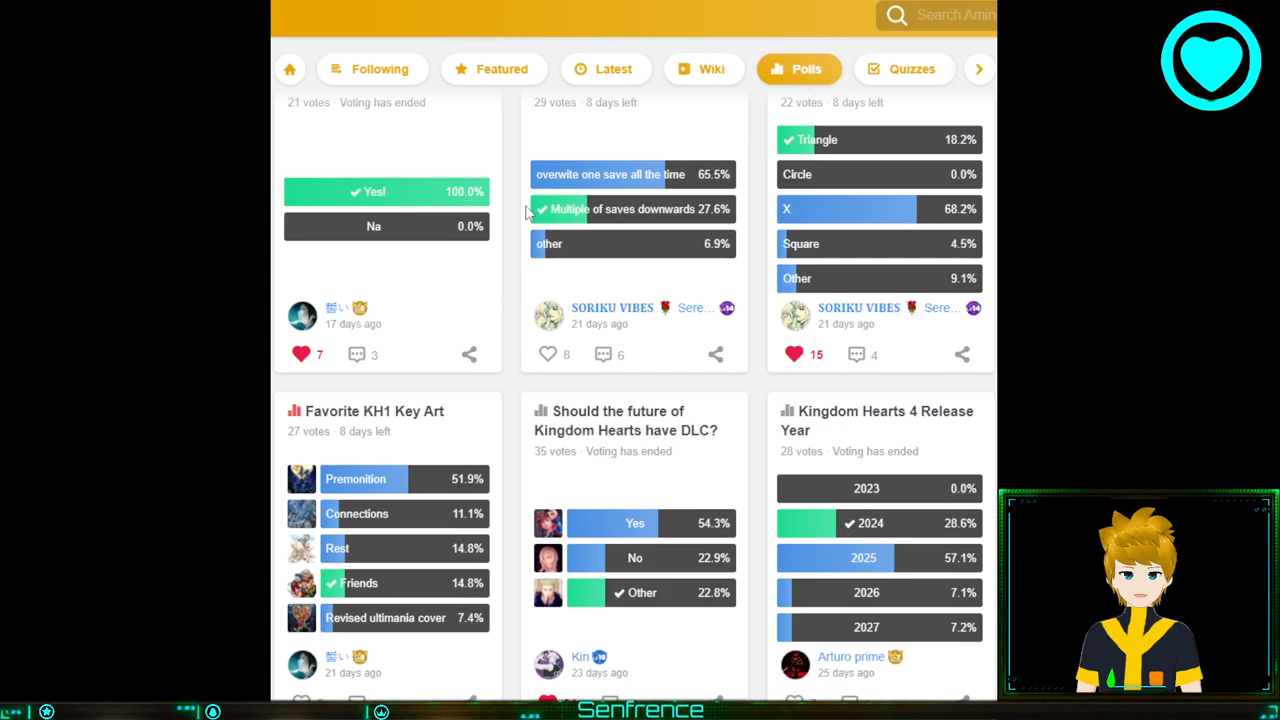 Search Amin
Following
Featured
Latest
Wiki
Polls
Quizzes
21 votes · Voting has ended
Yes! 100.0%
Na 0.0%
誓い
17 days ago
7
3
29 votes · 8 days left
overwite one save all the time 65.5%
Multiple of saves downwards 27.6%
other 6.9%
SORIKU VIBES 🌹 Sere... Lv14
21 days ago
8
6
22 votes · 8 days left
Triangle 18.2%
Circle 0.0%
X 68.2%
Square 4.5%
Other 9.1%
SORIKU VIBES 🌹 Sere... Lv14
21 days ago
15
4
Favorite KH1 Key Art
27 votes · 8 days left
Premonition 51.9%
Connections 11.1%
Rest 14.8%
Friends 14.8%
Revised ultimania cover 7.4%
誓い
21 days ago
Should the future of
Kingdom Hearts have DLC?
35 votes · Voting has ended
Yes 54.3%
No 22.9%
Other 22.8%
Kin
23 days ago
Kingdom Hearts 4 Release
Year
28 votes · Voting has ended
2023 0.0%
2024 28.6%
2025 57.1%
2026 7.1%
2027 7.2%
Arturo prime
25 days ago
Senfrence